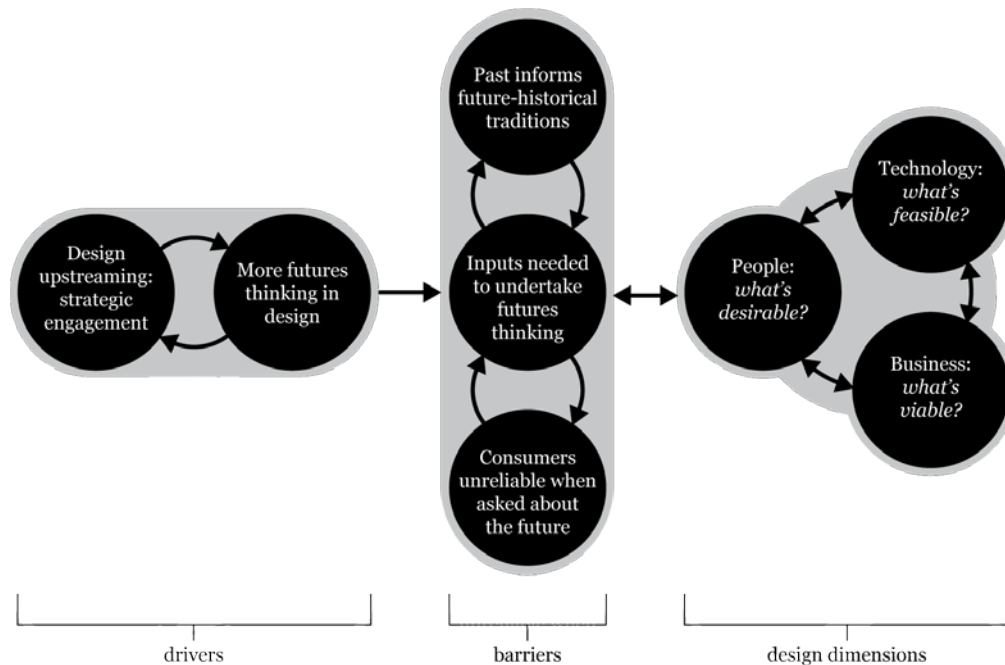 Past informs
future-historical
traditions
Design
upstreaming:
strategic
engagement
More futures
thinking in
design
Inputs needed
to undertake
futures
thinking
Consumers
unreliable when
asked about
the future
People:
what's
desirable?
Technology:
what's
feasible?
Business:
what's
viable?
drivers
barriers
design dimensions